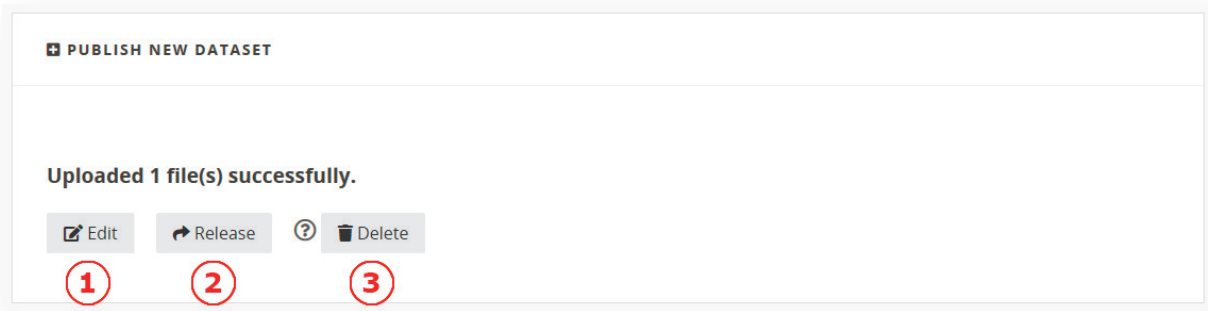 PUBLISH NEW DATASET
Uploaded 1 file(s) successfully.
Edit Release ? Delete
1 2 3